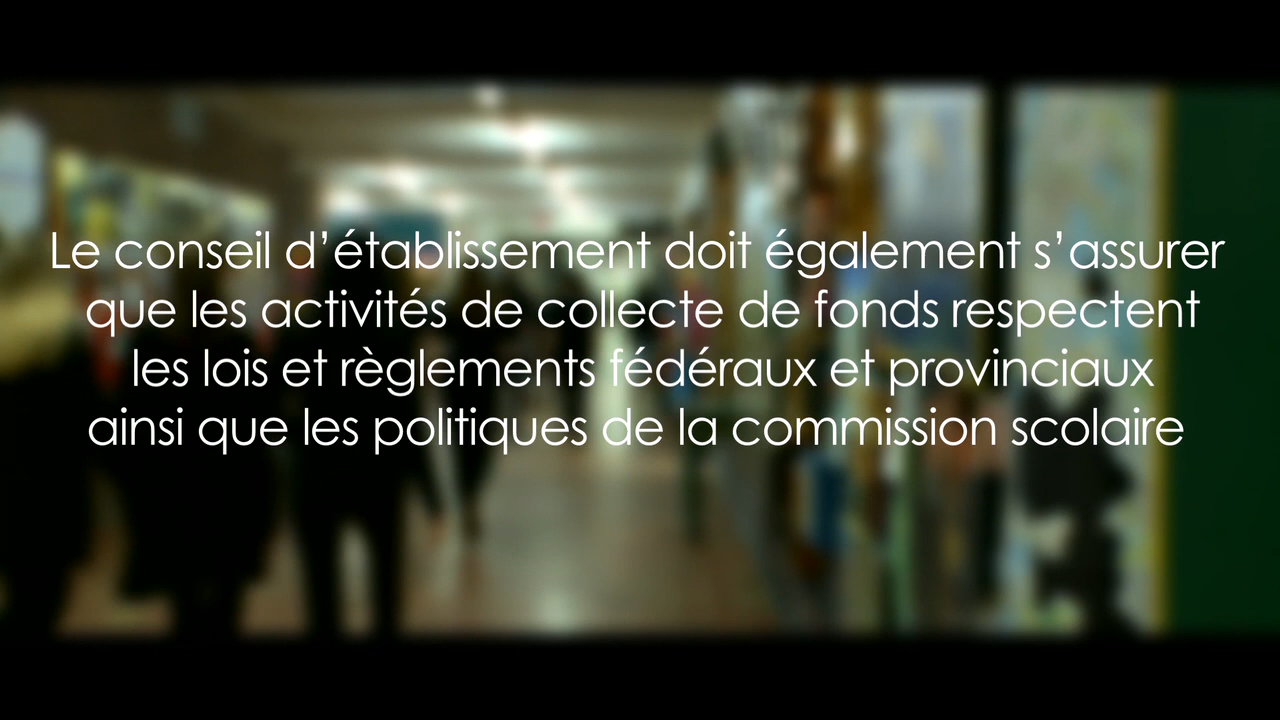 Le conseil d’établissement doit également s’assurer
que les activités de collecte de fonds respectent
les lois et règlements fédéraux et provinciaux
ainsi que les politiques de la commission scolaire